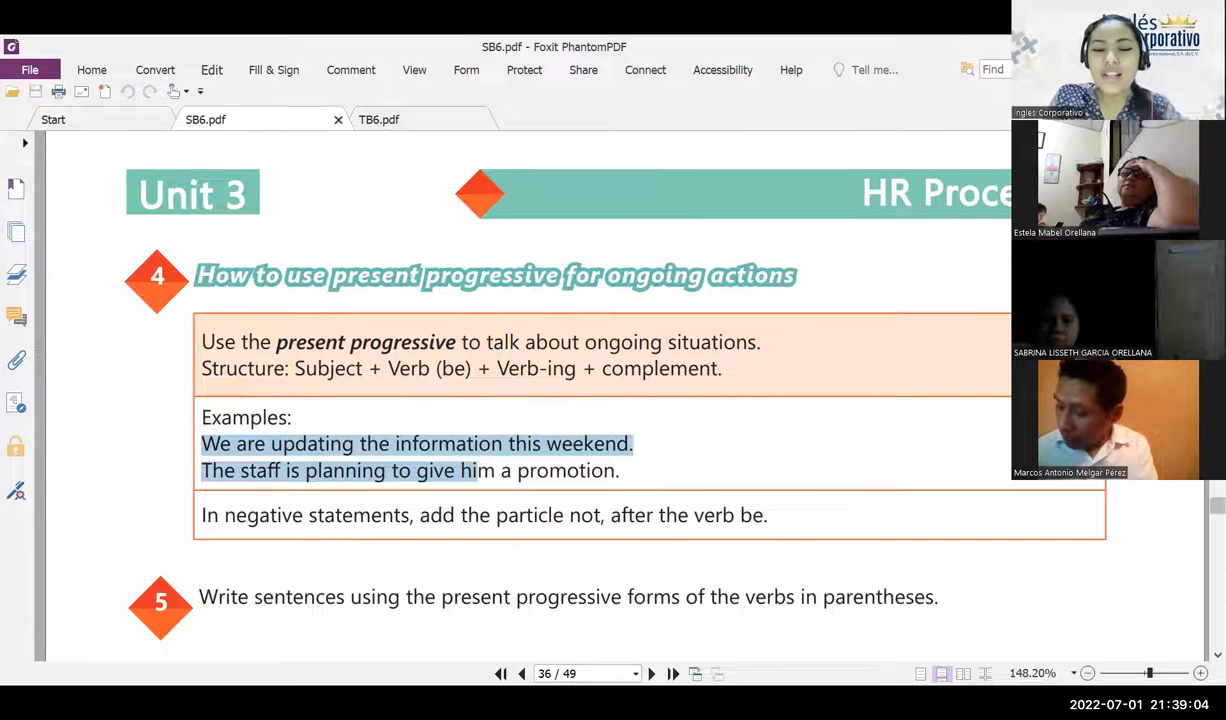 SB6.pdf - Foxit PhantomPDF
File Home Convert Edit Fill & Sign Comment View Form Protect Share Connect Accessibility Help Tell me... Find
Start SB6.pdf TB6.pdf
Unit 3
HR Proce
4 How to use present progressive for ongoing actions
Use the present progressive to talk about ongoing situations.
Structure: Subject + Verb (be) + Verb-ing + complement.
Examples:
We are updating the information this weekend.
The staff is planning to give him a promotion.
In negative statements, add the particle not, after the verb be.
5 Write sentences using the present progressive forms of the verbs in parentheses.
36 / 49
148.20%
Ingles Corporativo
Estela Mabel Orellana
SABRINA LISSETH GARCIA ORELLANA
Marcos Antonio Melgar Pérez
2022-07-01 21:39:04